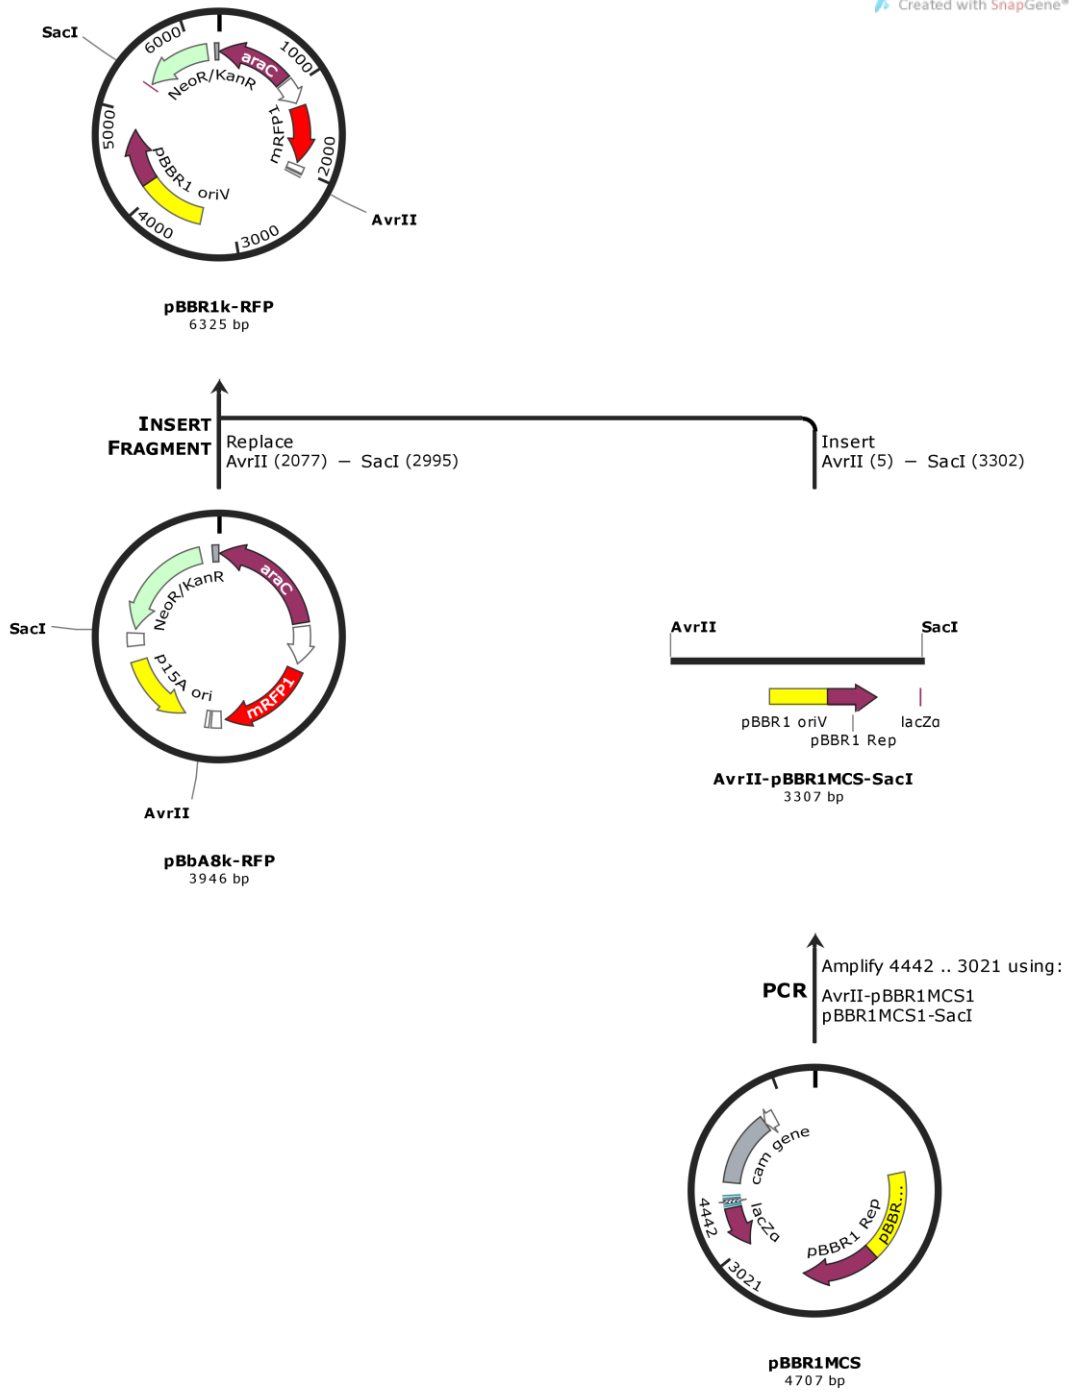 Created with SnapGene®
SacI
6000
1000
araC
NeoR/KanR
mRFP1
5000
2000
pBBR1 oriV
AvrII
4000
3000
pBBR1k-RFP
6325 bp
INSERT
FRAGMENT
Replace
AvrII (2077) – SacI (2995)
Insert
AvrII (5) – SacI (3302)
araC
NeoR/KanR
SacI
p15A ori
mRFP1
AvrII
pBbA8k-RFP
3946 bp
AvrII
SacI
pBBR1 oriV
lacZα
pBBR1 Rep
AvrII-pBBR1MCS-SacI
3307 bp
PCR
Amplify 4442 .. 3021 using:
AvrII-pBBR1MCS1
pBBR1MCS1-SacI
cam gene
4442
lacZα
pBBR1 Rep
pBBR...
3021
pBBR1MCS
4707 bp